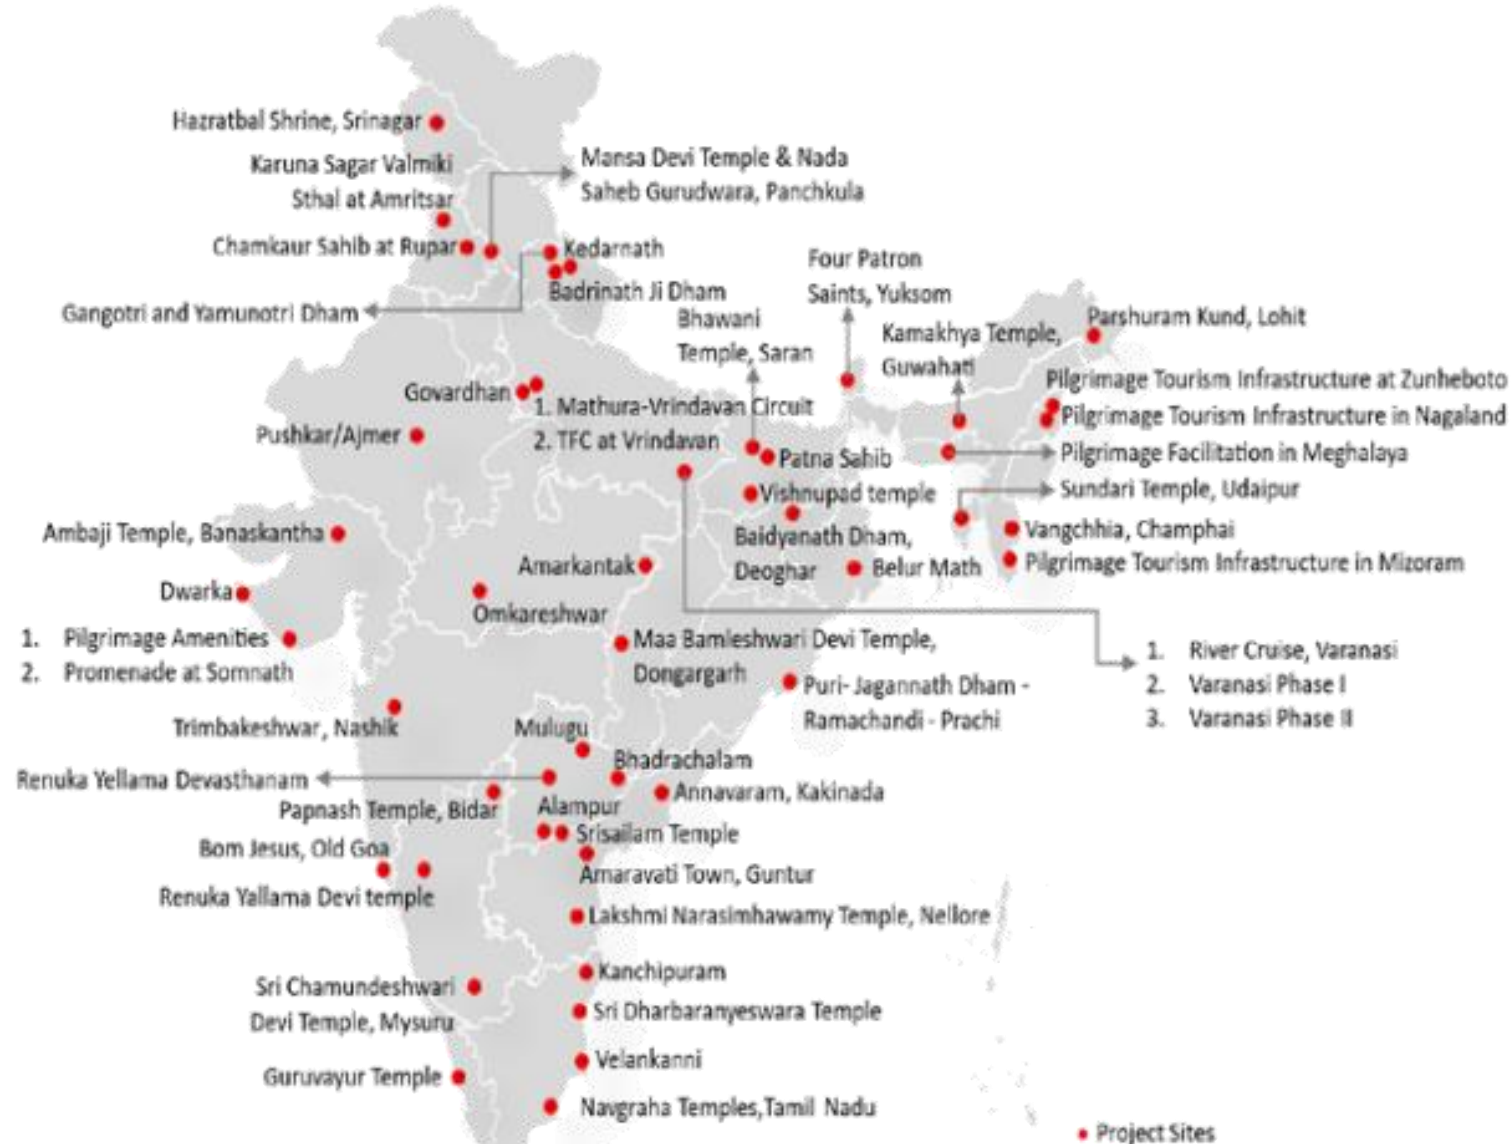 Hazratbal Shrine, Srinagar
Karuna Sagar Valmiki
Sthal at Amritsar
Mansa Devi Temple & Nada
Saheb Gurudwara, Panchkula
Chamkaur Sahib at Rupar
Kedarnath
Badrinath Ji Dham
Gangotri and Yamunotri Dham
Four Patron
Saints, Yuksom
Bhawani
Temple, Saran
Kamakhya Temple,
Guwahati
Parshuram Kund, Lohit
Pilgrimage Tourism Infrastructure at Zunheboto
Pilgrimage Tourism Infrastructure in Nagaland
Pilgrimage Facilitation in Meghalaya
Sundari Temple, Udaipur
Vangchhia, Champhai
Pilgrimage Tourism Infrastructure in Mizoram
Govardhan
1. Mathura-Vrindavan Circuit
2. TFC at Vrindavan
Pushkar/Ajmer
Patna Sahib
Vishnupad temple
Baidyanath Dham,
Deoghar
Belur Math
Ambaji Temple, Banaskantha
Amarkantak
Dwarka
Omkareshwar
1. Pilgrimage Amenities
2. Promenade at Somnath
Maa Bamleshwari Devi Temple,
Dongargarh
Puri- Jagannath Dham -
Ramachandi - Prachi
1. River Cruise, Varanasi
2. Varanasi Phase I
3. Varanasi Phase II
Trimbakeshwar, Nashik
Mulugu
Bhadrachalam
Renuka Yellama Devasthanam
Papnash Temple, Bidar
Alampur
Annavaram, Kakinada
Srisailam Temple
Bom Jesus, Old Goa
Amaravati Town, Guntur
Renuka Yallama Devi temple
Lakshmi Narasimhawamy Temple, Nellore
Kanchipuram
Sri Chamundeshwari
Devi Temple, Mysuru
Sri Dharbaranyeswara Temple
Velankanni
Guruvayur Temple
Navgraha Temples,Tamil Nadu
Project Sites